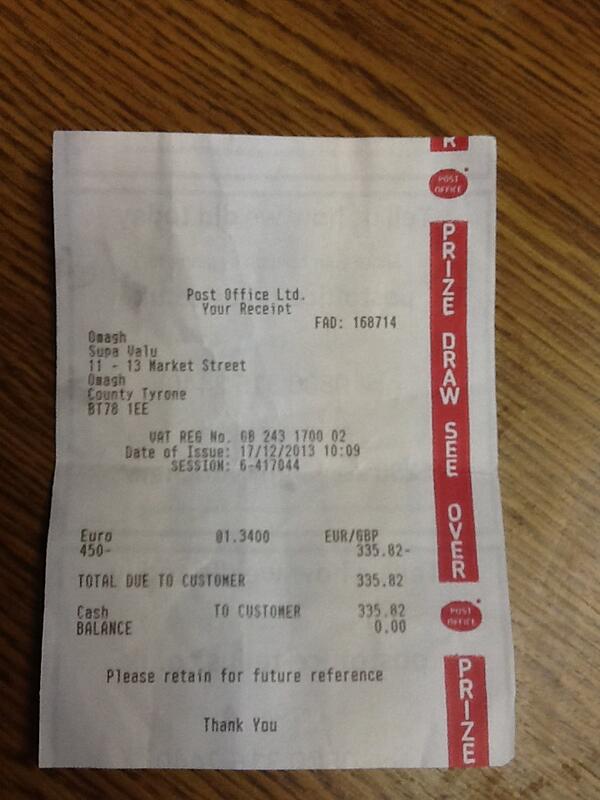 R
POST OFFICE
PRIZE DRAW SEE OVER
POST OFFICE
PRIZE
Post Office Ltd.
Your Receipt
FAD: 168714
Omagh
Supa Valu
11 - 13 Market Street
Omagh
County Tyrone
BT78 1EE
VAT REG No. GB 243 1700 02
Date of Issue: 17/12/2013 10:09
SESSION: 6-417044
Euro @1.3400 EUR/GBP
450- 335.82-
TOTAL DUE TO CUSTOMER 335.82
Cash TO CUSTOMER 335.82
BALANCE 0.00
Please retain for future reference
Thank You